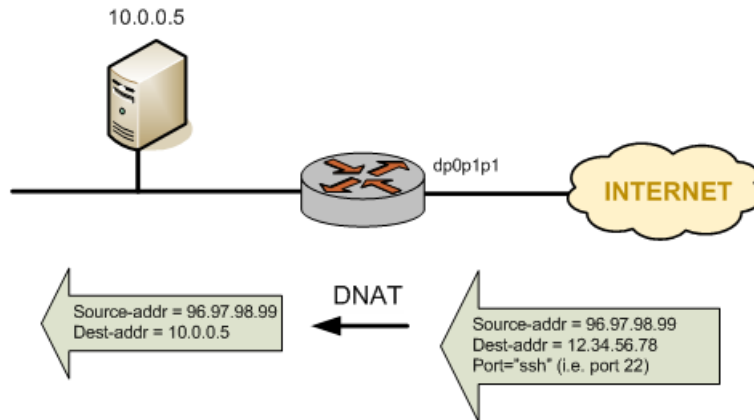 10.0.0.5
dp0p1p1
INTERNET
DNAT
Source-addr = 96.97.98.99
Dest-addr = 10.0.0.5
Source-addr = 96.97.98.99
Dest-addr = 12.34.56.78
Port="ssh" (i.e. port 22)